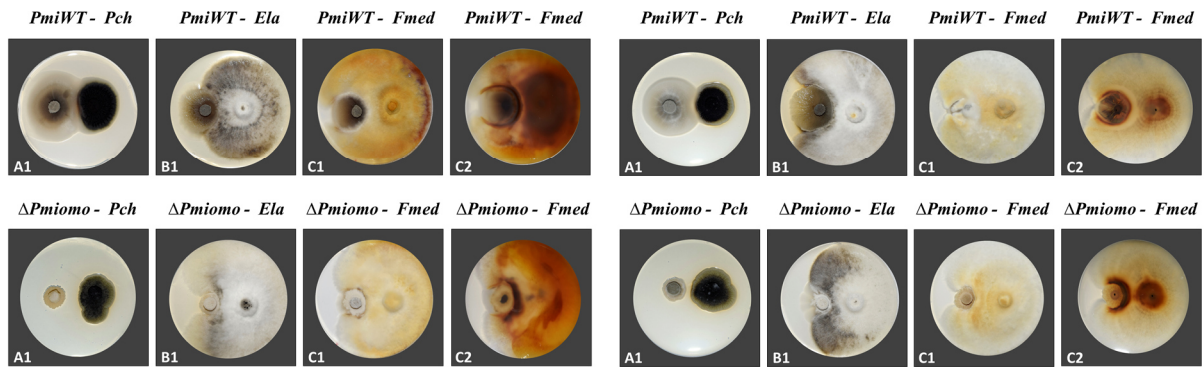 PmiWT - Pch PmiWT - Ela PmiWT - Fmed PmiWT - Fmed PmiWT - Pch PmiWT - Ela PmiWT - Fmed PmiWT - Fmed
A1 B1 C1 C2 A1 B1 C1 C2
ΔPmiomo - Pch ΔPmiomo - Ela ΔPmiomo - Fmed ΔPmiomo - Fmed ΔPmiomo - Pch ΔPmiomo - Ela ΔPmiomo - Fmed ΔPmiomo - Fmed
A1 B1 C1 C2 A1 B1 C1 C2